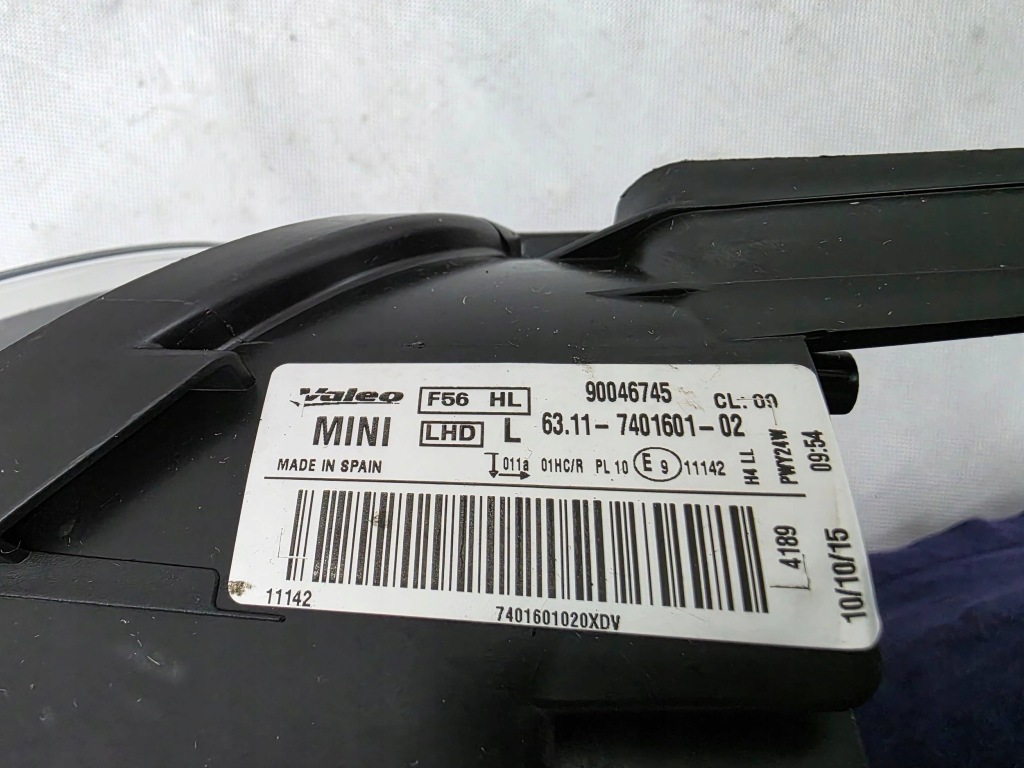 Valeo F56 HL 90046745 CL: 00
MINI LHD L 63.11-7401601-02
MADE IN SPAIN 011a 01HC/R PL 10 E9 11142
H4 LL PWY24W
09:54
4189
10/10/15
11142
7401601020XDV